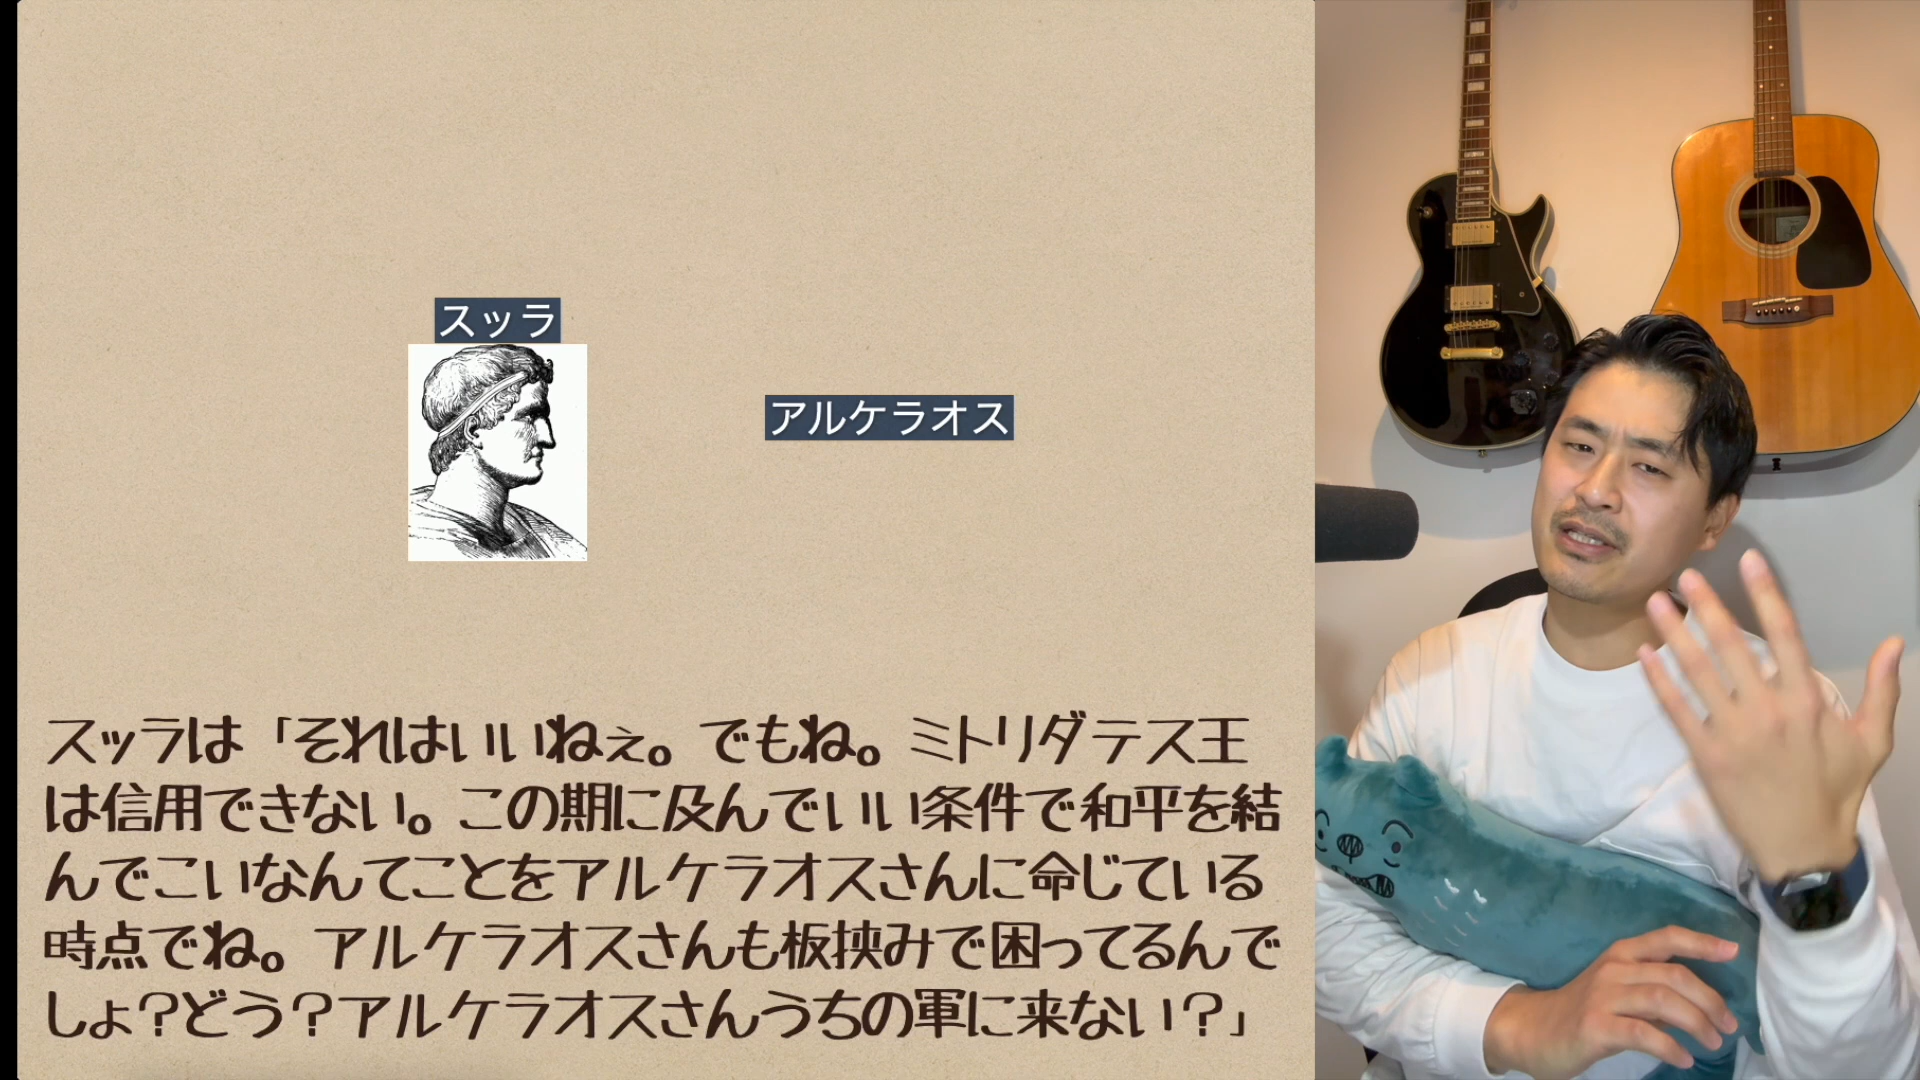 スッラ
アルケラオス
スッラは「それはいいねぇ。でもね。ミトリダテス王
は信用できない。この期に及んでいい条件で和平を結
んでこいなんてことをアルケラオスさんに命じている
時点でね。アルケラオスさんも板挟みで困ってるんで
しょ？どう？アルケラオスさんうちの軍に来ない？」